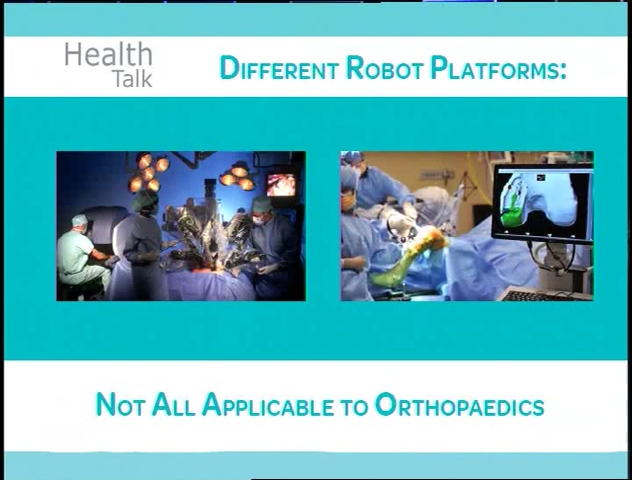 Health
Talk
DIFFERENT ROBOT PLATFORMS:
NOT ALL APPLICABLE TO ORTHOPAEDICS